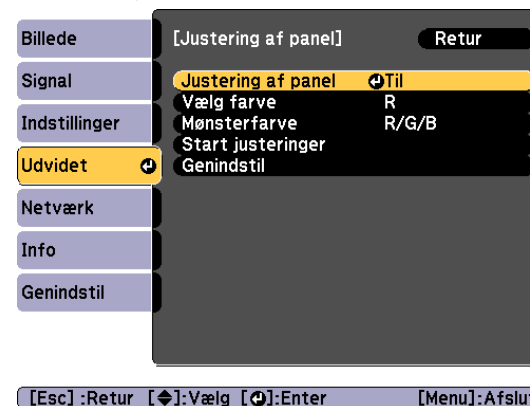 Billede
Signal
Indstillinger
Udvidet
Netværk
Info
Genindstil
[Justering af panel] Retur
Justering af panel Til
Vælg farve R
Mønsterfarve R/G/B
Start justeringer
Genindstil
[Esc] :Retur [ ]:Vælg [ ]:Enter [Menu]:Afslu